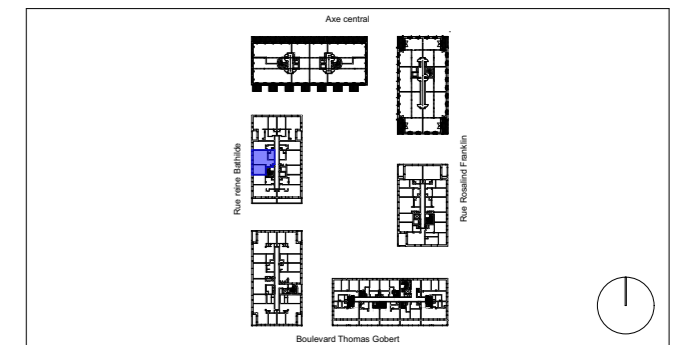 Axe central
Rue reine Bathilde
Rue Rosalind Franklin
Boulevard Thomas Gobert